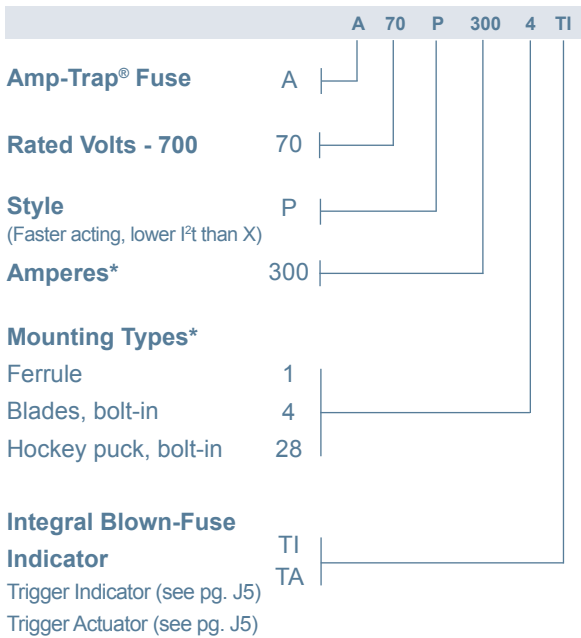 A 70 P 300 4 TI
Amp-Trap® Fuse A
Rated Volts - 700 70
Style P
(Faster acting, lower I²t than X)
Amperes* 300
Mounting Types*
Ferrule 1
Blades, bolt-in 4
Hockey puck, bolt-in 28
Integral Blown-Fuse
Indicator TI
TA
Trigger Indicator (see pg. J5)
Trigger Actuator (see pg. J5)